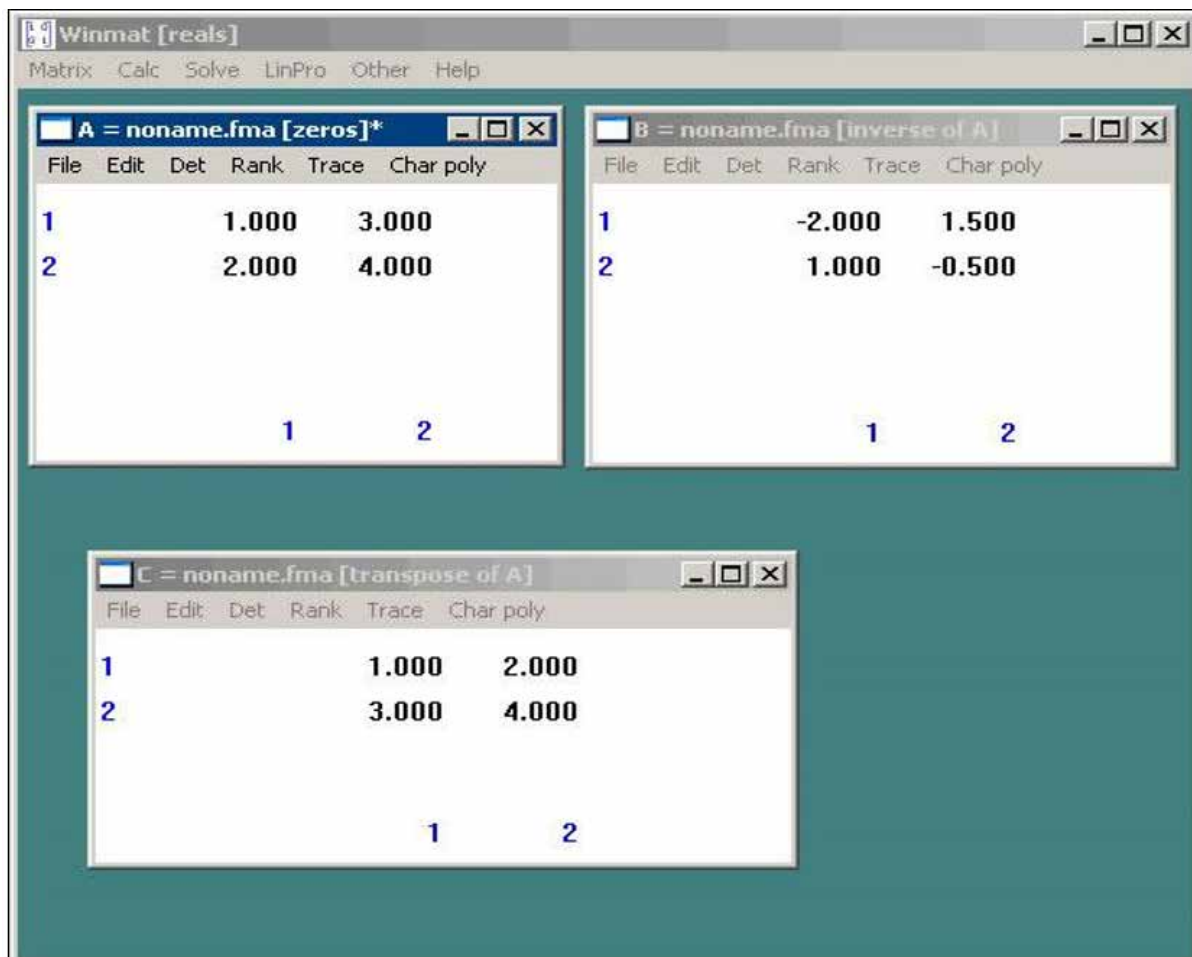 Winmat [reals]
Matrix Calc Solve LinPro Other Help
A = noname.fma [zeros]*
File Edit Det Rank Trace Char poly
1 1.000 3.000
2 2.000 4.000
1 2
B = noname.fma [inverse of A]
File Edit Det Rank Trace Char poly
1 -2.000 1.500
2 1.000 -0.500
1 2
C = noname.fma [transpose of A]
File Edit Det Rank Trace Char poly
1 1.000 2.000
2 3.000 4.000
1 2